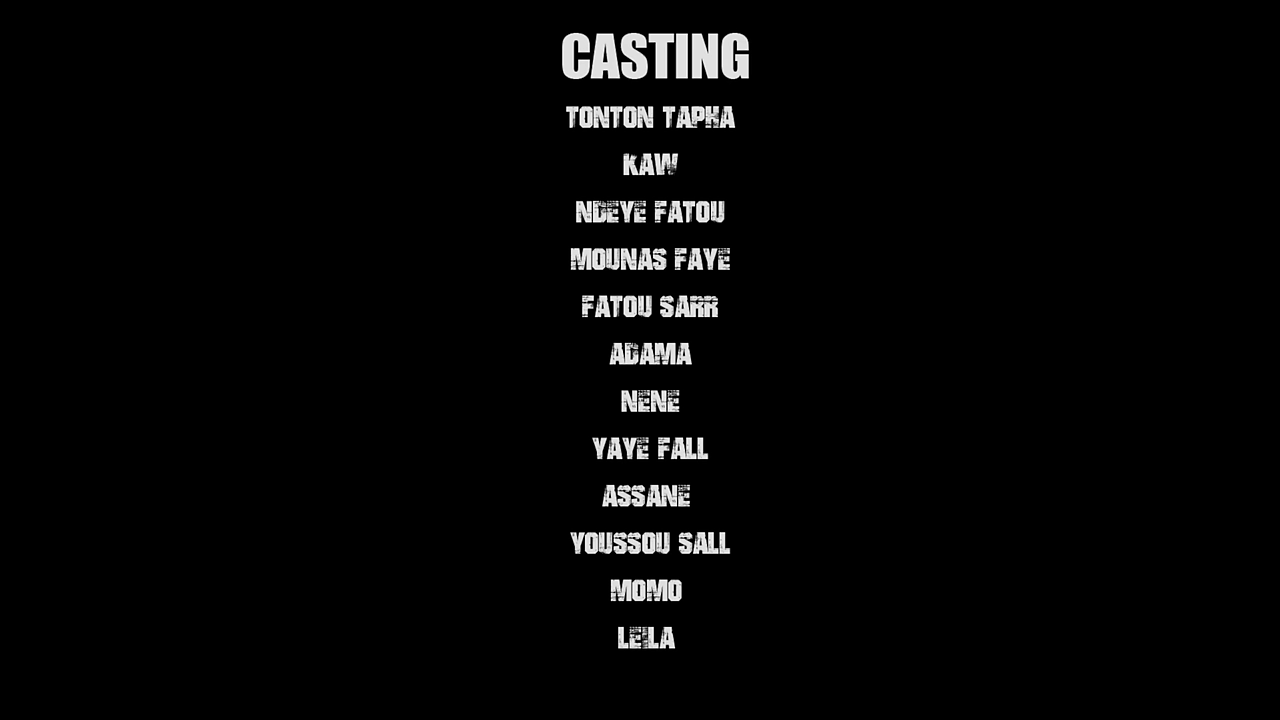 CASTING
TONTON TAPHA
KAW
NDEYE FATOU
MOUNAS FAYE
FATOU SARR
ADAMA
NENE
YAYE FALL
ASSANE
YOUSSOU SALL
MOMO
LEILA